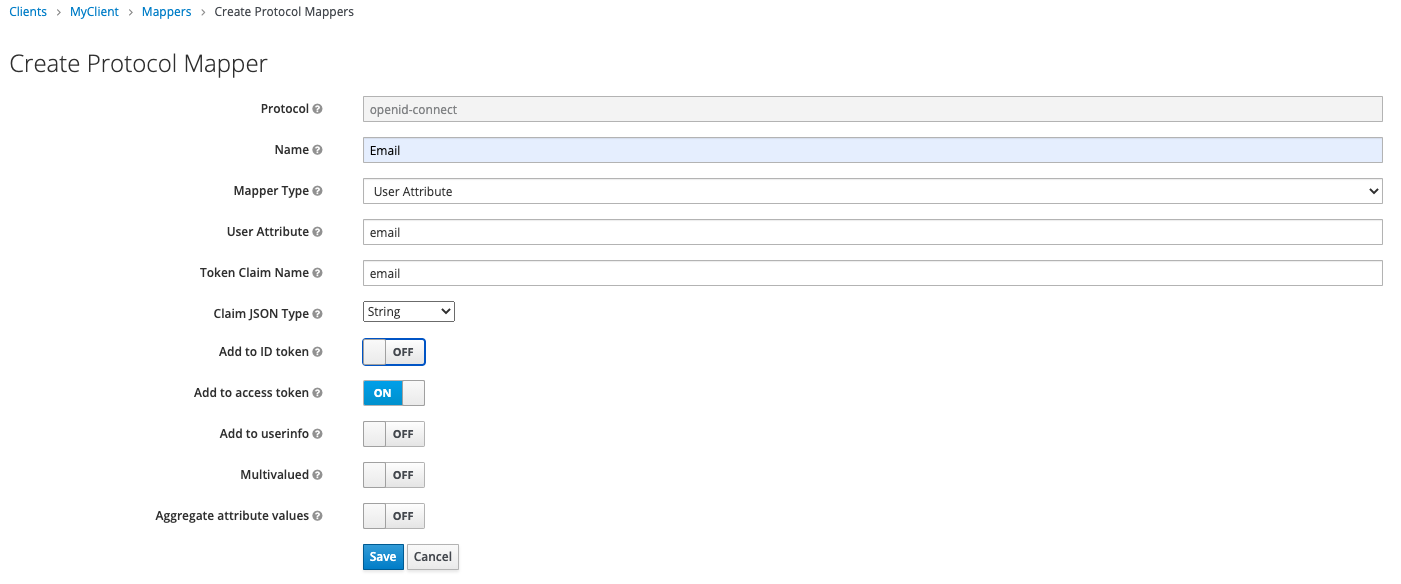 Clients > MyClient > Mappers > Create Protocol Mappers
Create Protocol Mapper
Protocol openid-connect
Name Email
Mapper Type User Attribute
User Attribute email
Token Claim Name email
Claim JSON Type String
Add to ID token OFF
Add to access token ON
Add to userinfo OFF
Multivalued OFF
Aggregate attribute values OFF
Save Cancel